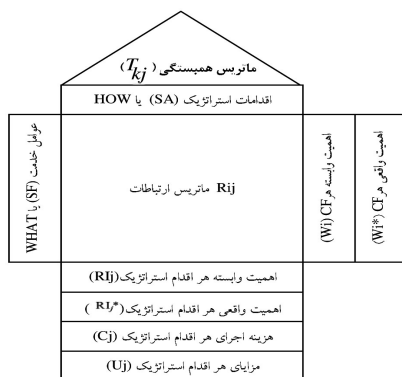 ماتریس همبستگی (Tkj)
اقدامات استراتژیک (SA) یا HOW
عوامل خدمت (SF) یا WHAT
Rij ماتریس ارتباطات
اهمیت وابسته هر CF (Wi)
اهمیت واقعی هر CF (Wi*)
اهمیت وابسته هر اقدام استراتژیک (RIj)
اهمیت واقعی هر اقدام استراتژیک (RIj*)
هزینه اجرای هر اقدام استراتژیک (Cj)
مزایای هر اقدام استراتژیک (Uj)